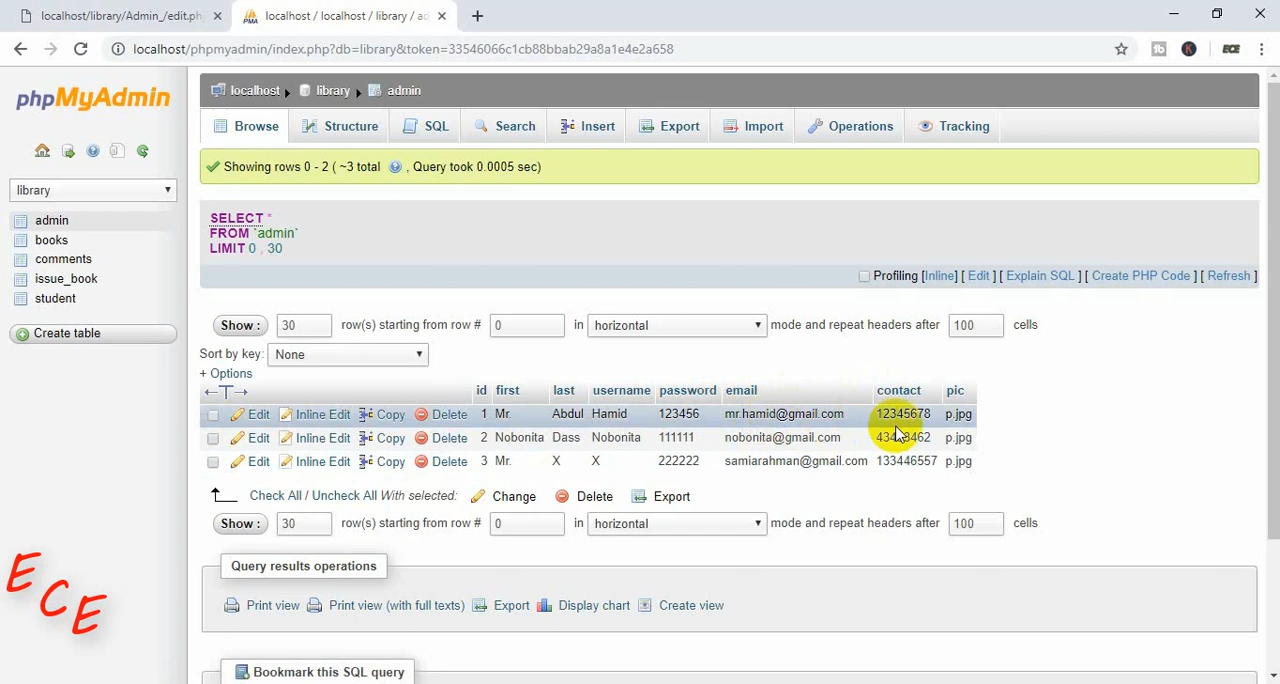 localhost/library/Admin_/edit.ph
localhost / localhost / library / ad
localhost/phpmyadmin/index.php?db=library&token=33546066c1cb88bbab29a8a1e4e2a658
phpMyAdmin
localhost library admin
Browse Structure SQL Search Insert Export Import Operations Tracking
Showing rows 0 - 2 ( ~3 total , Query took 0.0005 sec)
library
admin
books
comments
issue_book
student
Create table
SELECT *
FROM `admin`
LIMIT 0 , 30
Profiling [Inline] [ Edit ] [ Explain SQL ] [ Create PHP Code ] [ Refresh ]
Show : 30 row(s) starting from row # 0 in horizontal mode and repeat headers after 100 cells
Sort by key: None
+ Options
id first last username password email contact pic
Edit Inline Edit Copy Delete 1 Mr. Abdul Hamid 123456 mr.hamid@gmail.com 12345678 p.jpg
Edit Inline Edit Copy Delete 2 Nobonita Dass Nobonita 111111 nobonita@gmail.com p.jpg
Edit Inline Edit Copy Delete 3 Mr. X X 222222 samiarahman@gmail.com 133446557 p.jpg
Check All / Uncheck All With selected: Change Delete Export
Show : 30 row(s) starting from row # 0 in horizontal mode and repeat headers after 100 cells
Query results operations
Print view Print view (with full texts) Export Display chart Create view
Bookmark this SQL query
ECE
ECE